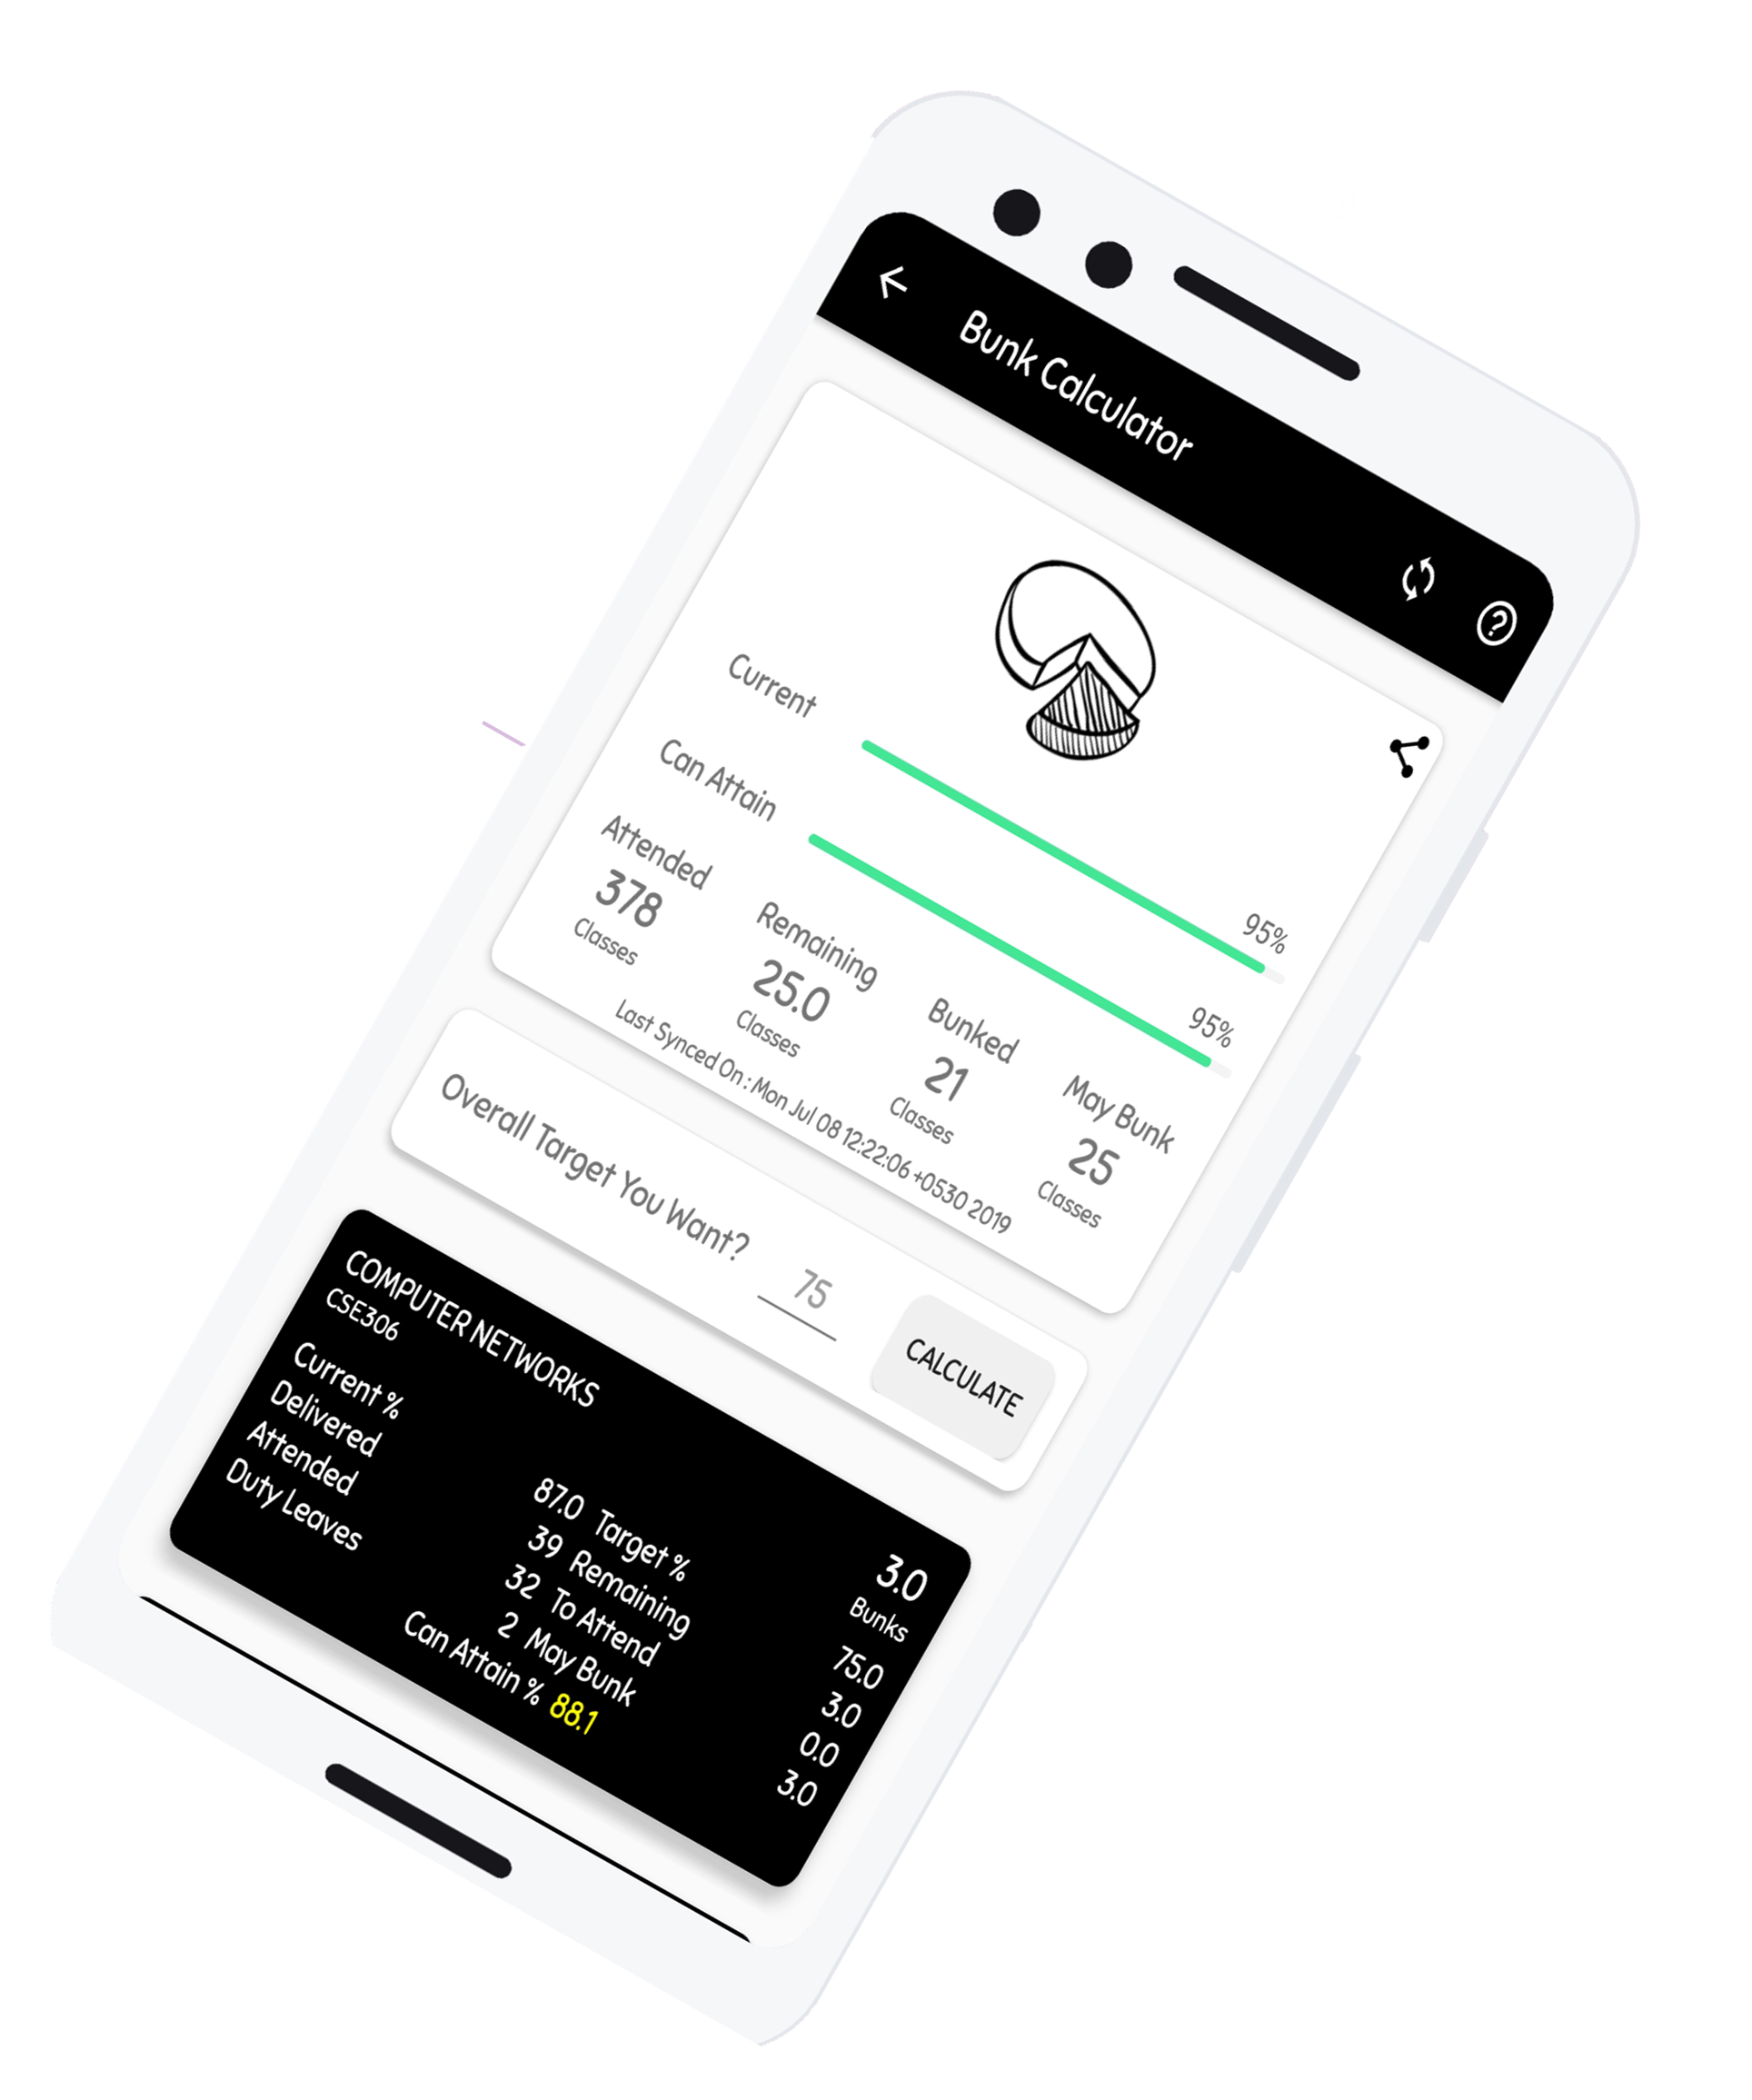 Bunk Calculator
Current 95%
Can Attain 95%
Attended Remaining Bunked May Bunk
378 25.0 21 25
Classes Classes Classes Classes
Last Synced On : Mon Jul 08 12:22:06 +0530 2019
Overall Target You Want? 75 CALCULATE
COMPUTER NETWORKS 3.0
CSE306 Bunks
Current % 87.0 Target % 75.0
Delivered 39 Remaining 3.0
Attended 32 To Attend 0.0
Duty Leaves 2 May Bunk 3.0
Can Attain % 88.1